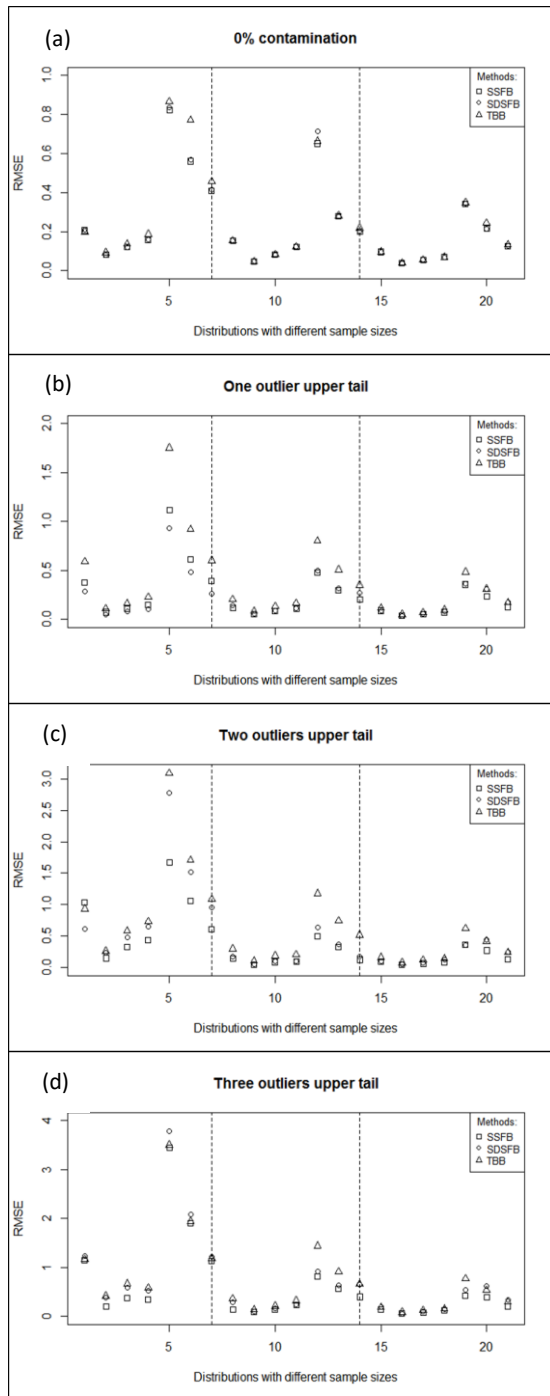 (a)
0% contamination
Methods:
SSFB
SDSFB
TBB
RMSE
0.0 0.2 0.4 0.6 0.8 1.0
5 10 15 20
Distributions with different sample sizes
(b)
One outlier upper tail
Methods:
SSFB
SDSFB
TBB
RMSE
0.0 0.5 1.0 1.5 2.0
5 10 15 20
Distributions with different sample sizes
(c)
Two outliers upper tail
Methods:
SSFB
SDSFB
TBB
RMSE
0.0 0.5 1.0 1.5 2.0 2.5 3.0
5 10 15 20
Distributions with different sample sizes
(d)
Three outliers upper tail
Methods:
SSFB
SDSFB
TBB
RMSE
0 1 2 3 4
5 10 15 20
Distributions with different sample sizes